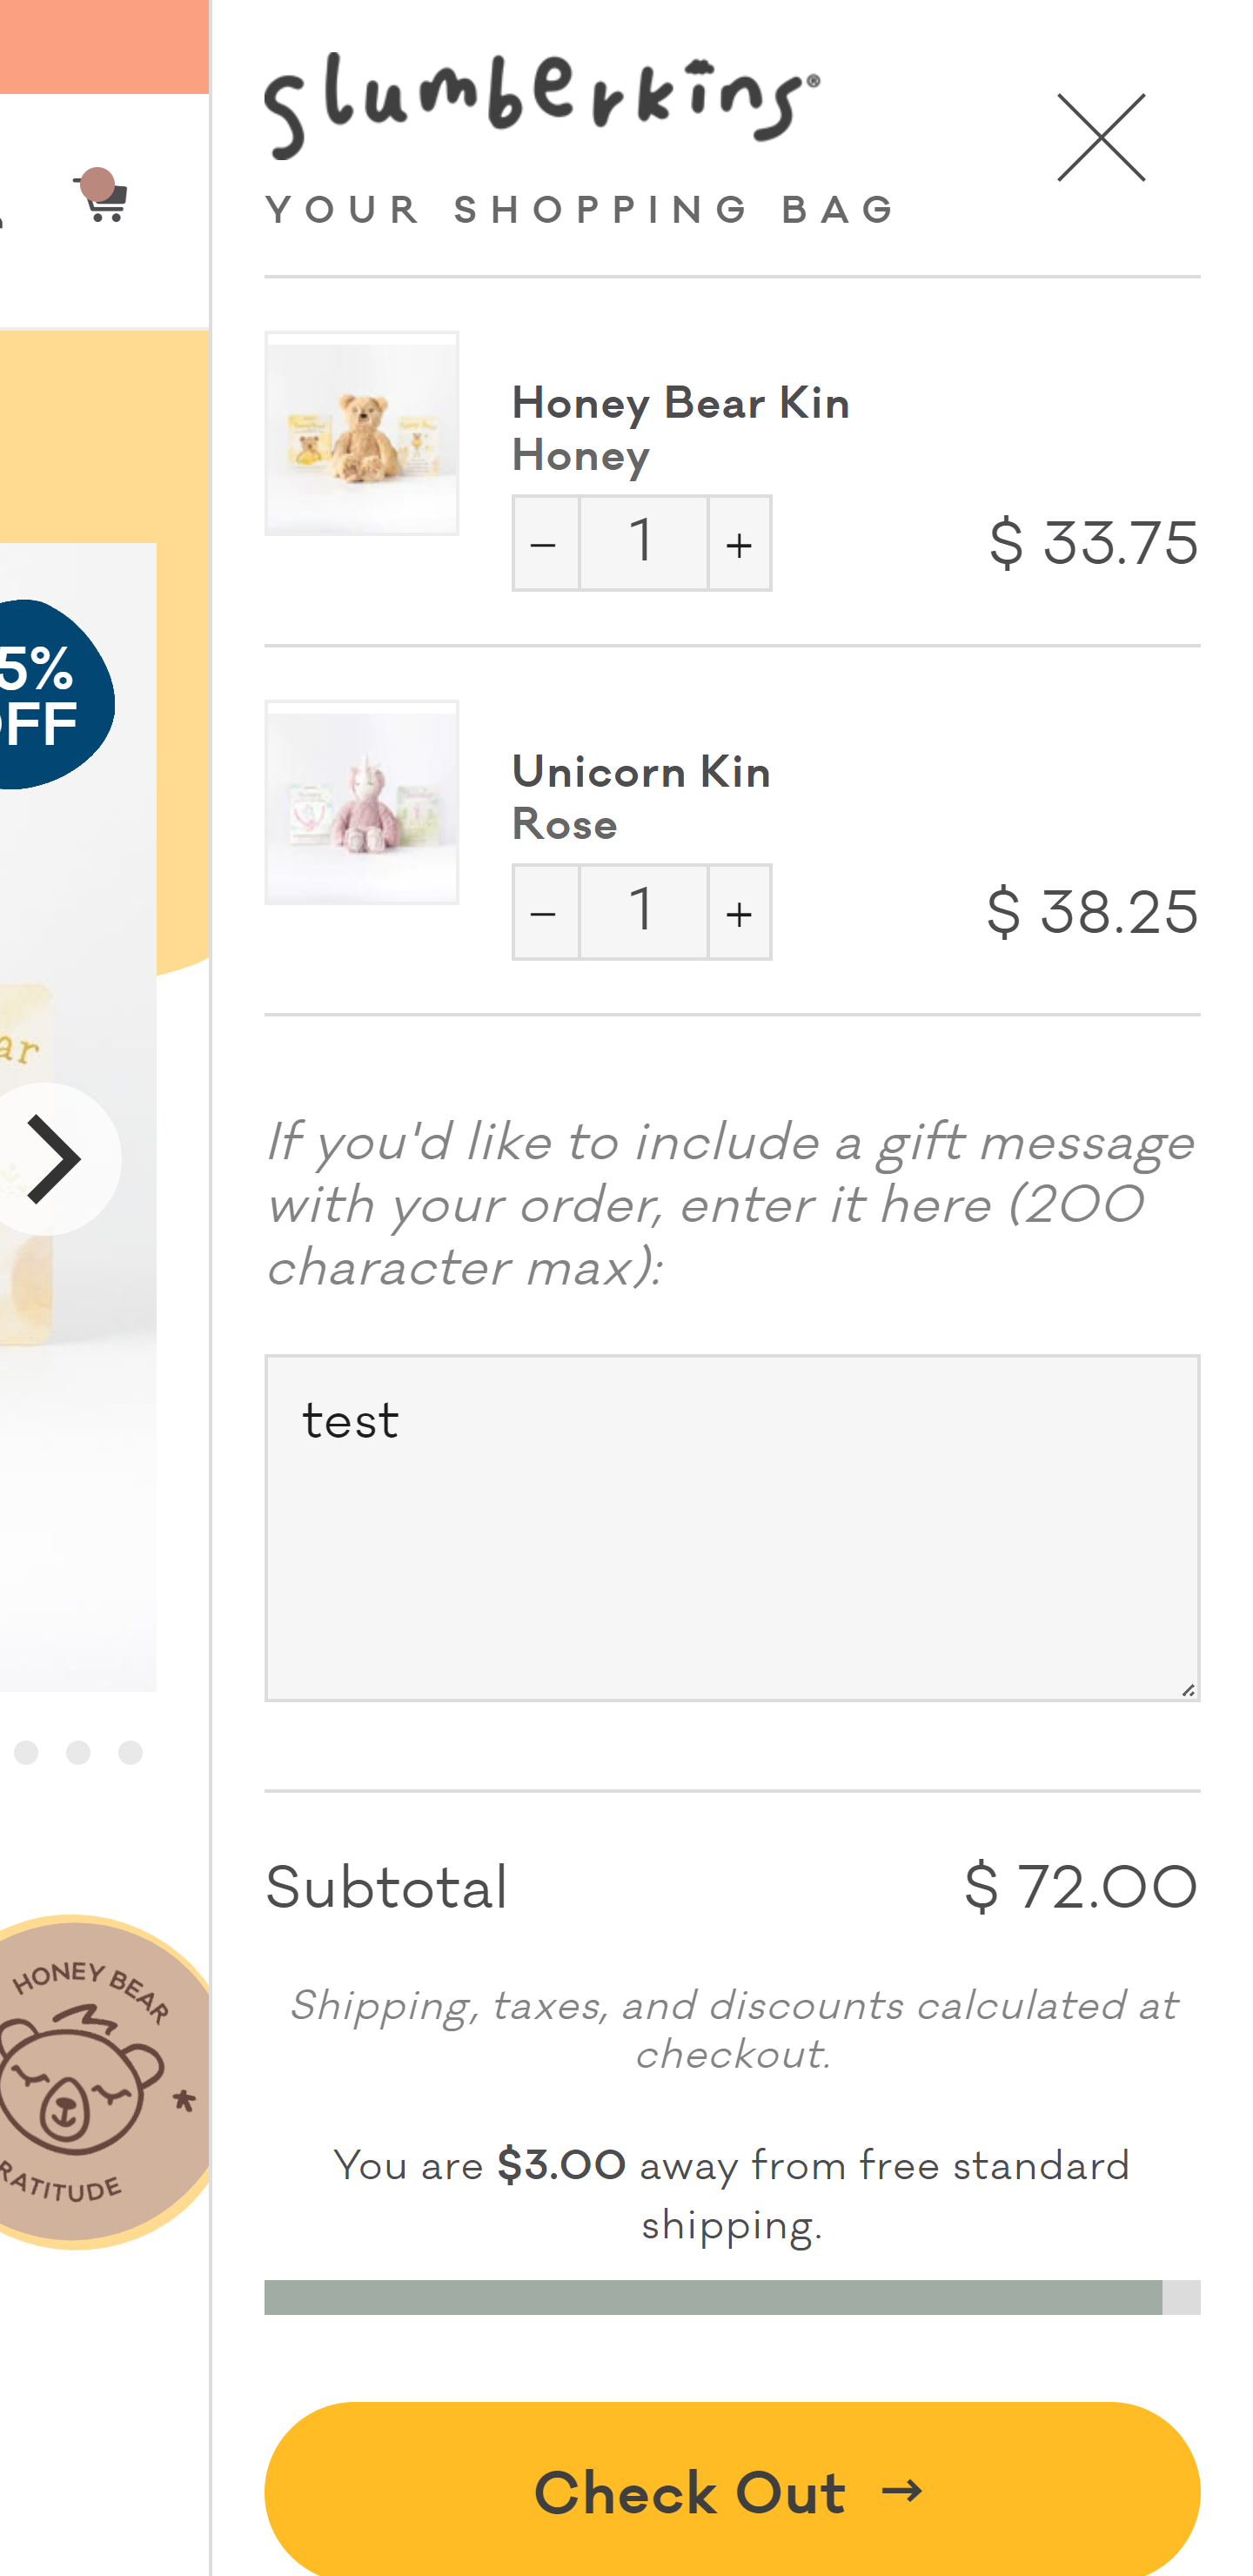 slumberkins®
YOUR SHOPPING BAG
Honey Bear Kin
Honey
− 1 +
$ 33.75
5%
OFF
Unicorn Kin
Rose
− 1 +
$ 38.25
If you'd like to include a gift message
with your order, enter it here (200
character max):
test
Subtotal
$ 72.00
HONEY BEAR
RATITUDE
Shipping, taxes, and discounts calculated at
checkout.
You are $3.00 away from free standard
shipping.
Check Out →